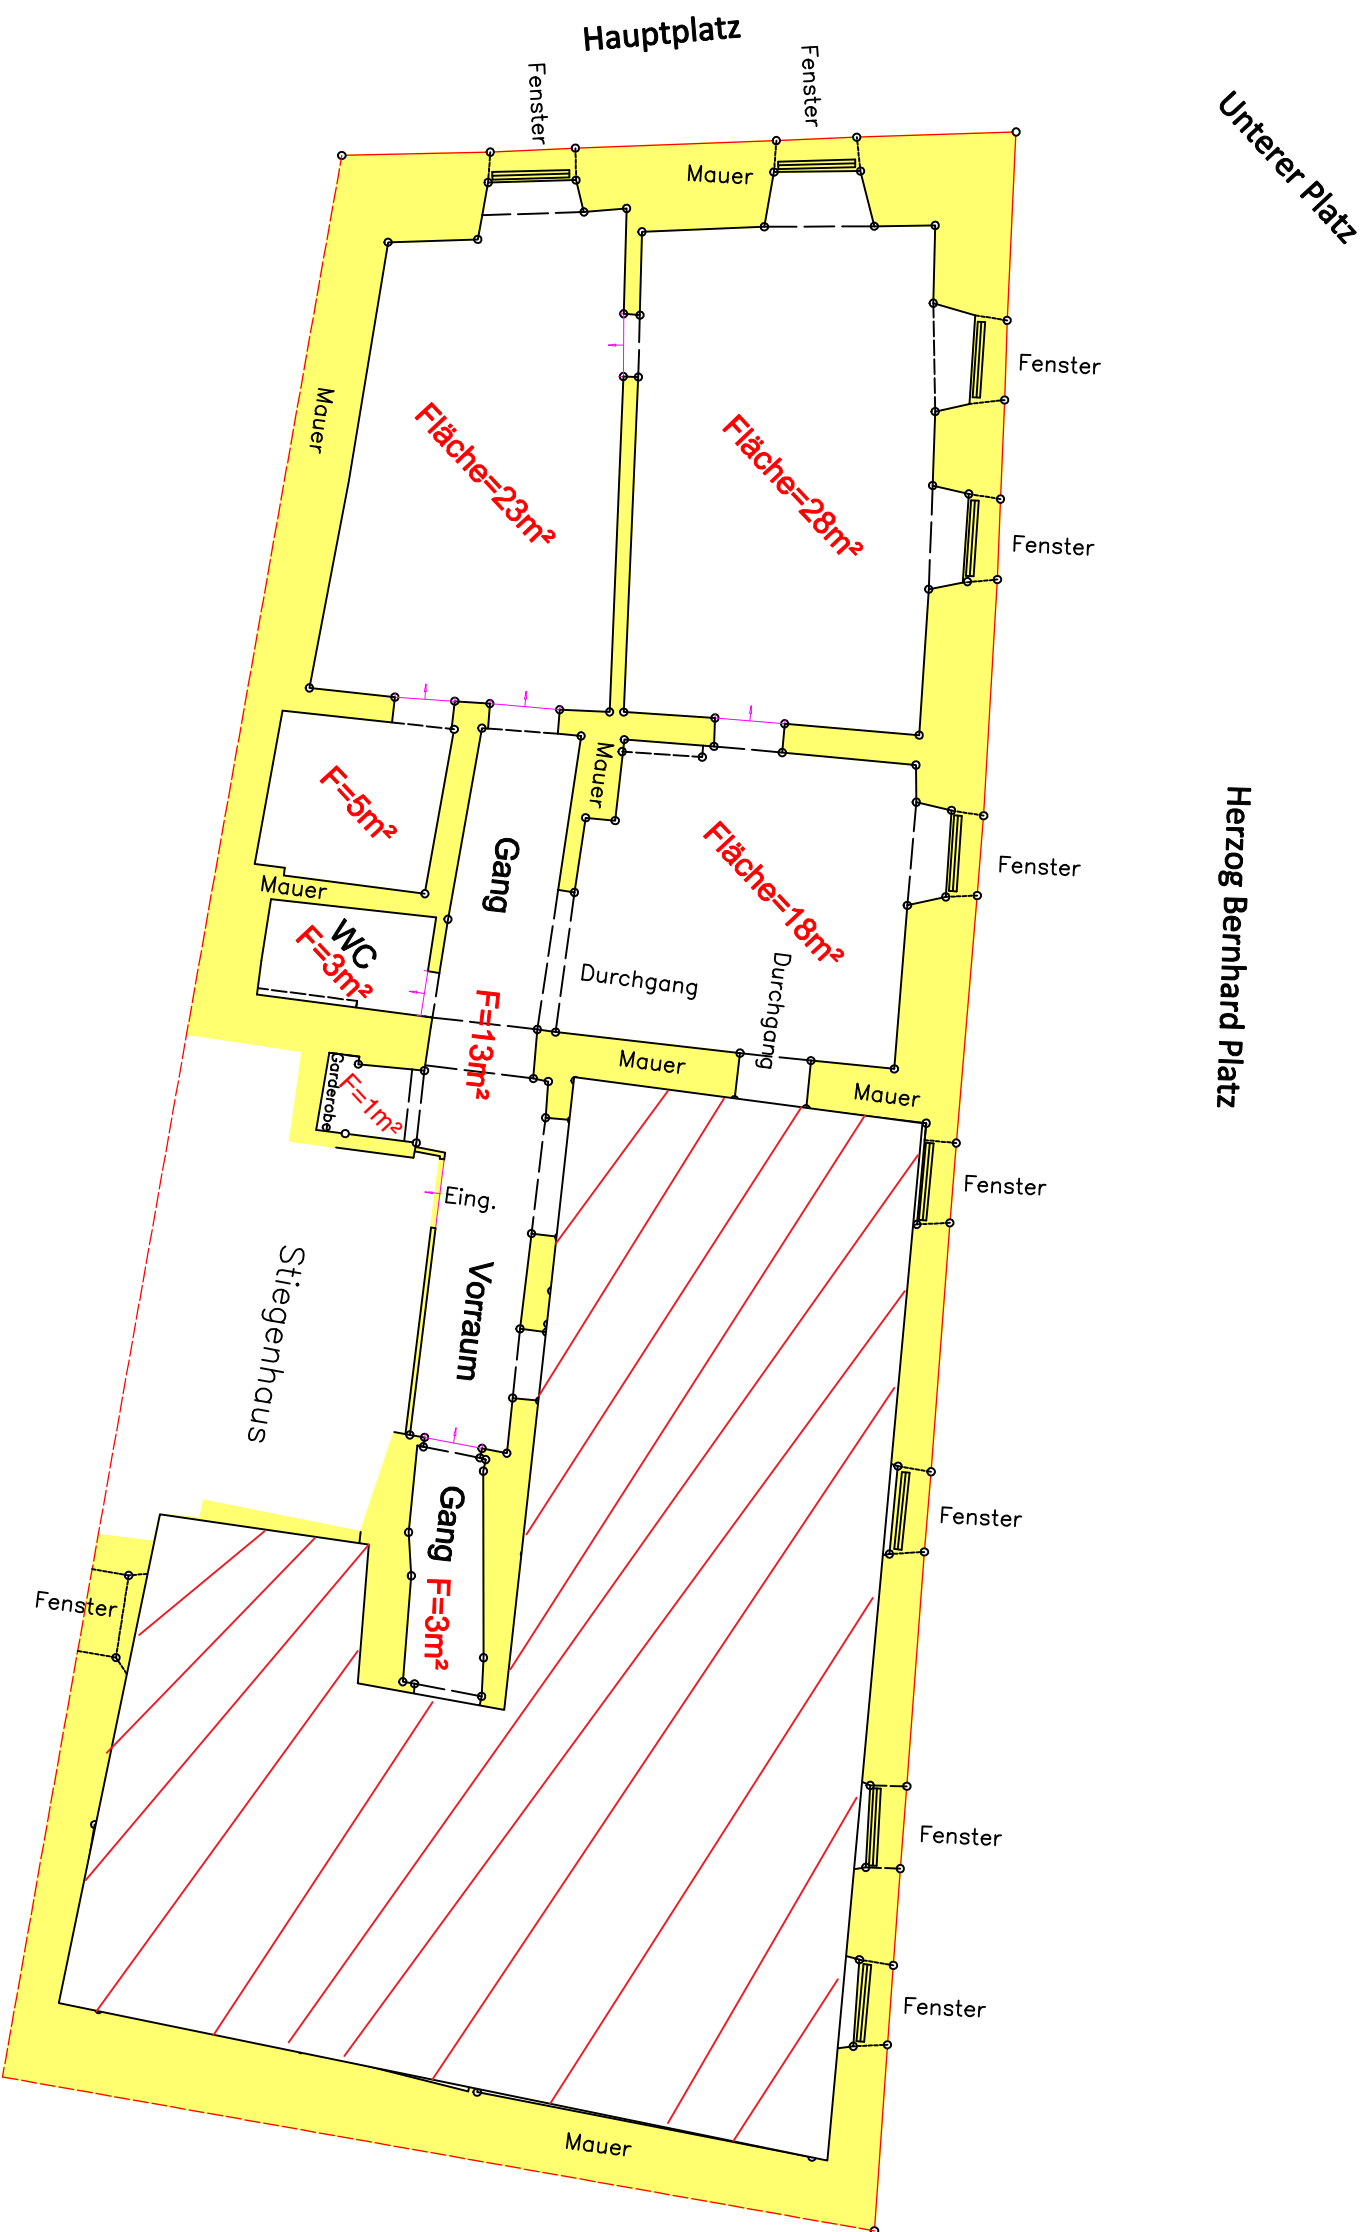 Hauptplatz
Unterer Platz
Fenster
Fenster
Mauer
Fenster
Mauer
Fläche=23m²
Fläche=28m²
Fenster
Mauer
F=5m²
Herzog Bernhard Platz
Gang
Fläche=18m²
Fenster
Mauer
WC
F=3m²
Durchgang
Durchgang
F=13m²
Mauer
Mauer
Garderobe
F=1m²
Fenster
Eing.
Stiegenhaus
Vorraum
Gang
F=3m²
Fenster
Fenster
Fenster
Fenster
Mauer